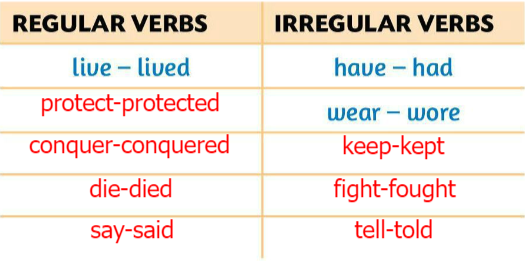 REGULAR VERBS IRREGULAR VERBS
live – lived have – had
protect-protected wear – wore
conquer-conquered keep-kept
die-died fight-fought
say-said tell-told